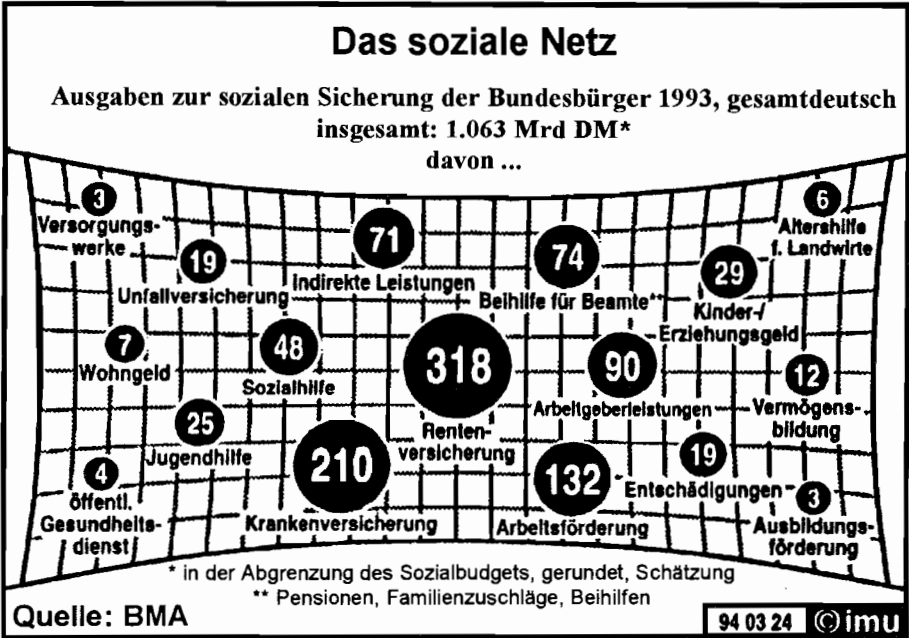 Das soziale Netz
Ausgaben zur sozialen Sicherung der Bundesbürger 1993, gesamtdeutsch
insgesamt: 1.063 Mrd DM*
davon ...
3
Versorgungs-
werke
6
Altershilfe
f. Landwirte
71
Indirekte Leistungen
74
Beihilfe für Beamte**
19
Unfallversicherung
29
Kinder-/
Erziehungsgeld
7
Wohngeld
48
Sozialhilfe
318
Renten-
versicherung
90
Arbeitgeberleistungen
12
Vermögens-
bildung
25
Jugendhilfe
210
Krankenversicherung
132
Arbeitsförderung
19
Entschädigungen
4
öffentl.
Gesundheits-
dienst
3
Ausbildungs-
förderung
* in der Abgrenzung des Sozialbudgets, gerundet, Schätzung
** Pensionen, Familienzuschläge, Beihilfen
Quelle: BMA
94 03 24 © imu